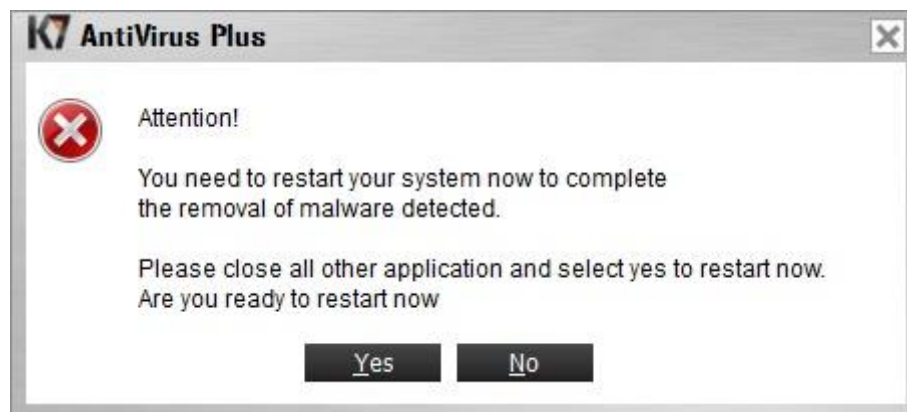 K7 AntiVirus Plus
Attention!
You need to restart your system now to complete
the removal of malware detected.
Please close all other application and select yes to restart now.
Are you ready to restart now
Yes No